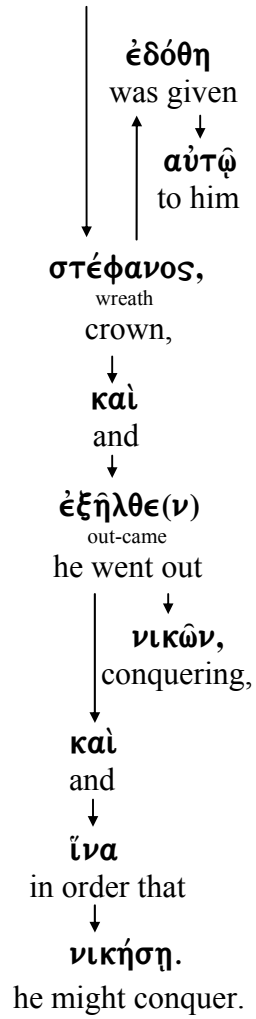 ἐδόθη
was given
αὐτῷ
to him
στέφανος,
wreath
crown,
καὶ
and
ἐξῆλθε(ν)
out-came
he went out
νικῶν,
conquering,
καὶ
and
ἵνα
in order that
νικήσῃ.
he might conquer.